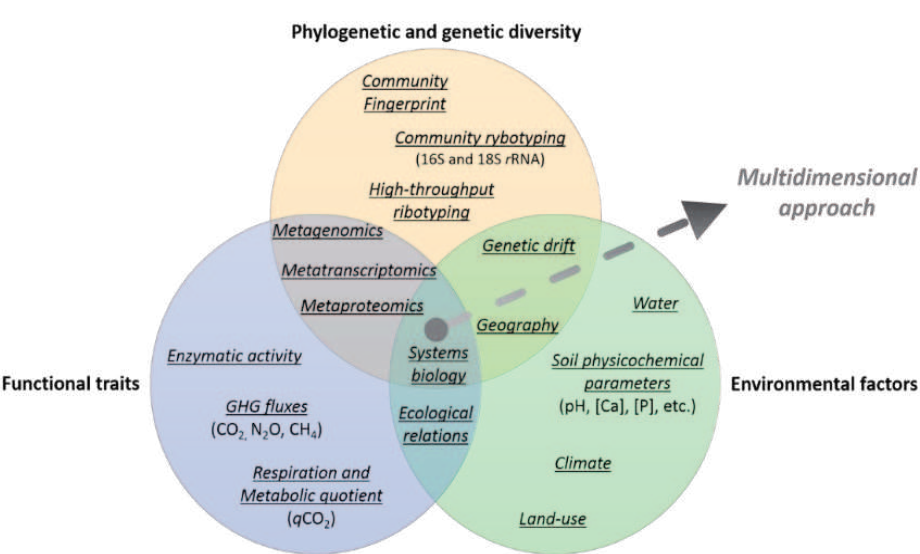 Phylogenetic and genetic diversity
Community
Fingerprint
Community rybotyping
(16S and 18S rRNA)
High-throughput
ribotyping
Multidimensional
approach
Metagenomics
Genetic drift
Metatranscriptomics
Metaproteomics
Water
Geography
Enzymatic activity
Systems
biology
Soil physicochemical
parameters
(pH, [Ca], [P], etc.)
Functional traits
Environmental factors
GHG fluxes
(CO₂, N₂O, CH₄)
Ecological
relations
Climate
Respiration and
Metabolic quotient
(qCO₂)
Land-use